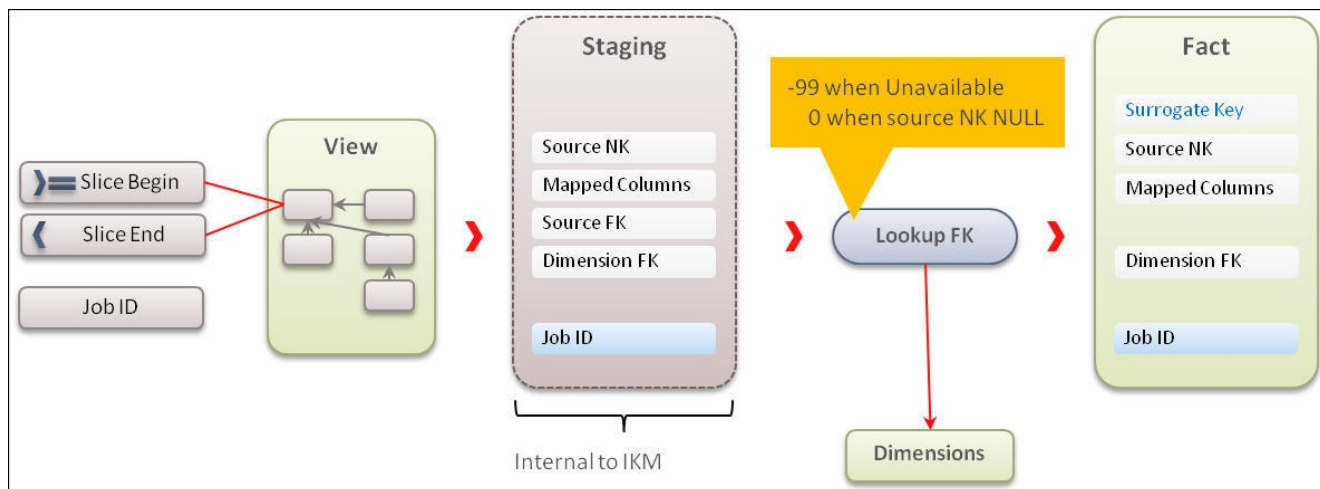 Slice Begin
Slice End
Job ID
View
Staging
Source NK
Mapped Columns
Source FK
Dimension FK
Job ID
Internal to IKM
-99 when Unavailable
0 when source NK NULL
Lookup FK
Dimensions
Fact
Surrogate Key
Source NK
Mapped Columns
Dimension FK
Job ID